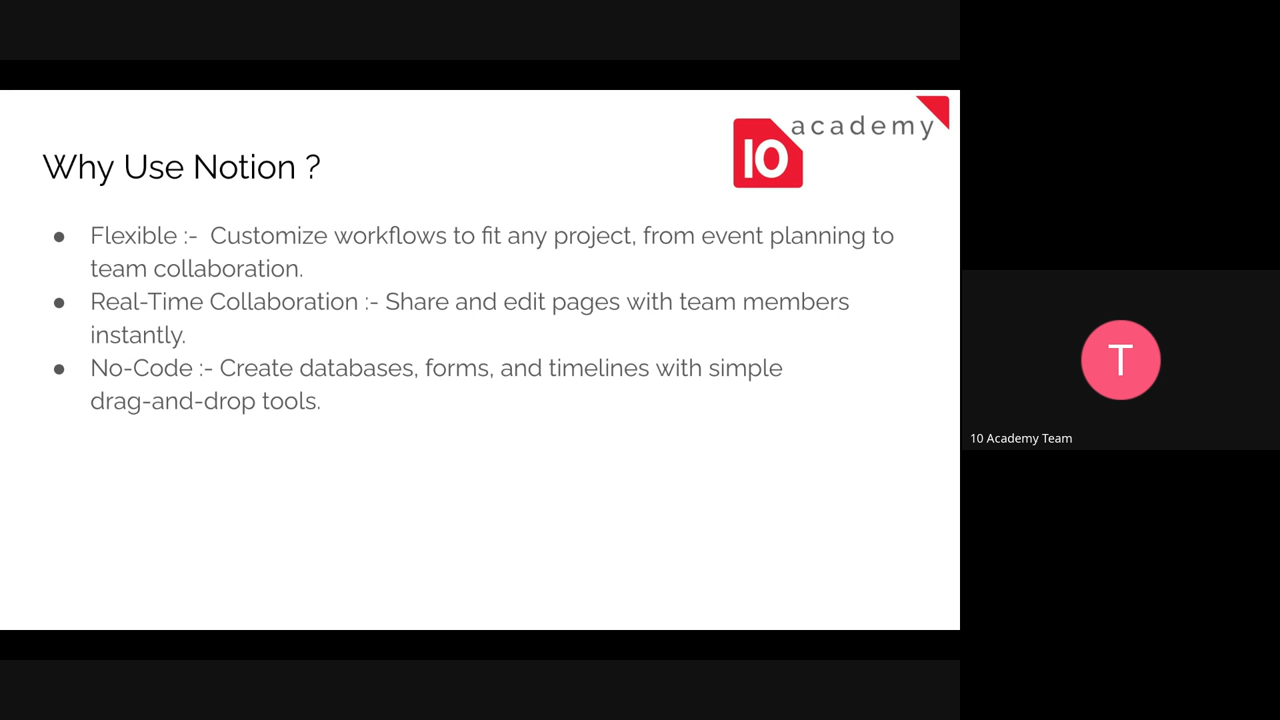 academy
10
Why Use Notion ?
● Flexible :-  Customize workflows to fit any project, from event planning to
team collaboration.
● Real-Time Collaboration :- Share and edit pages with team members
instantly.
● No-Code :- Create databases, forms, and timelines with simple
drag-and-drop tools.
T
10 Academy Team